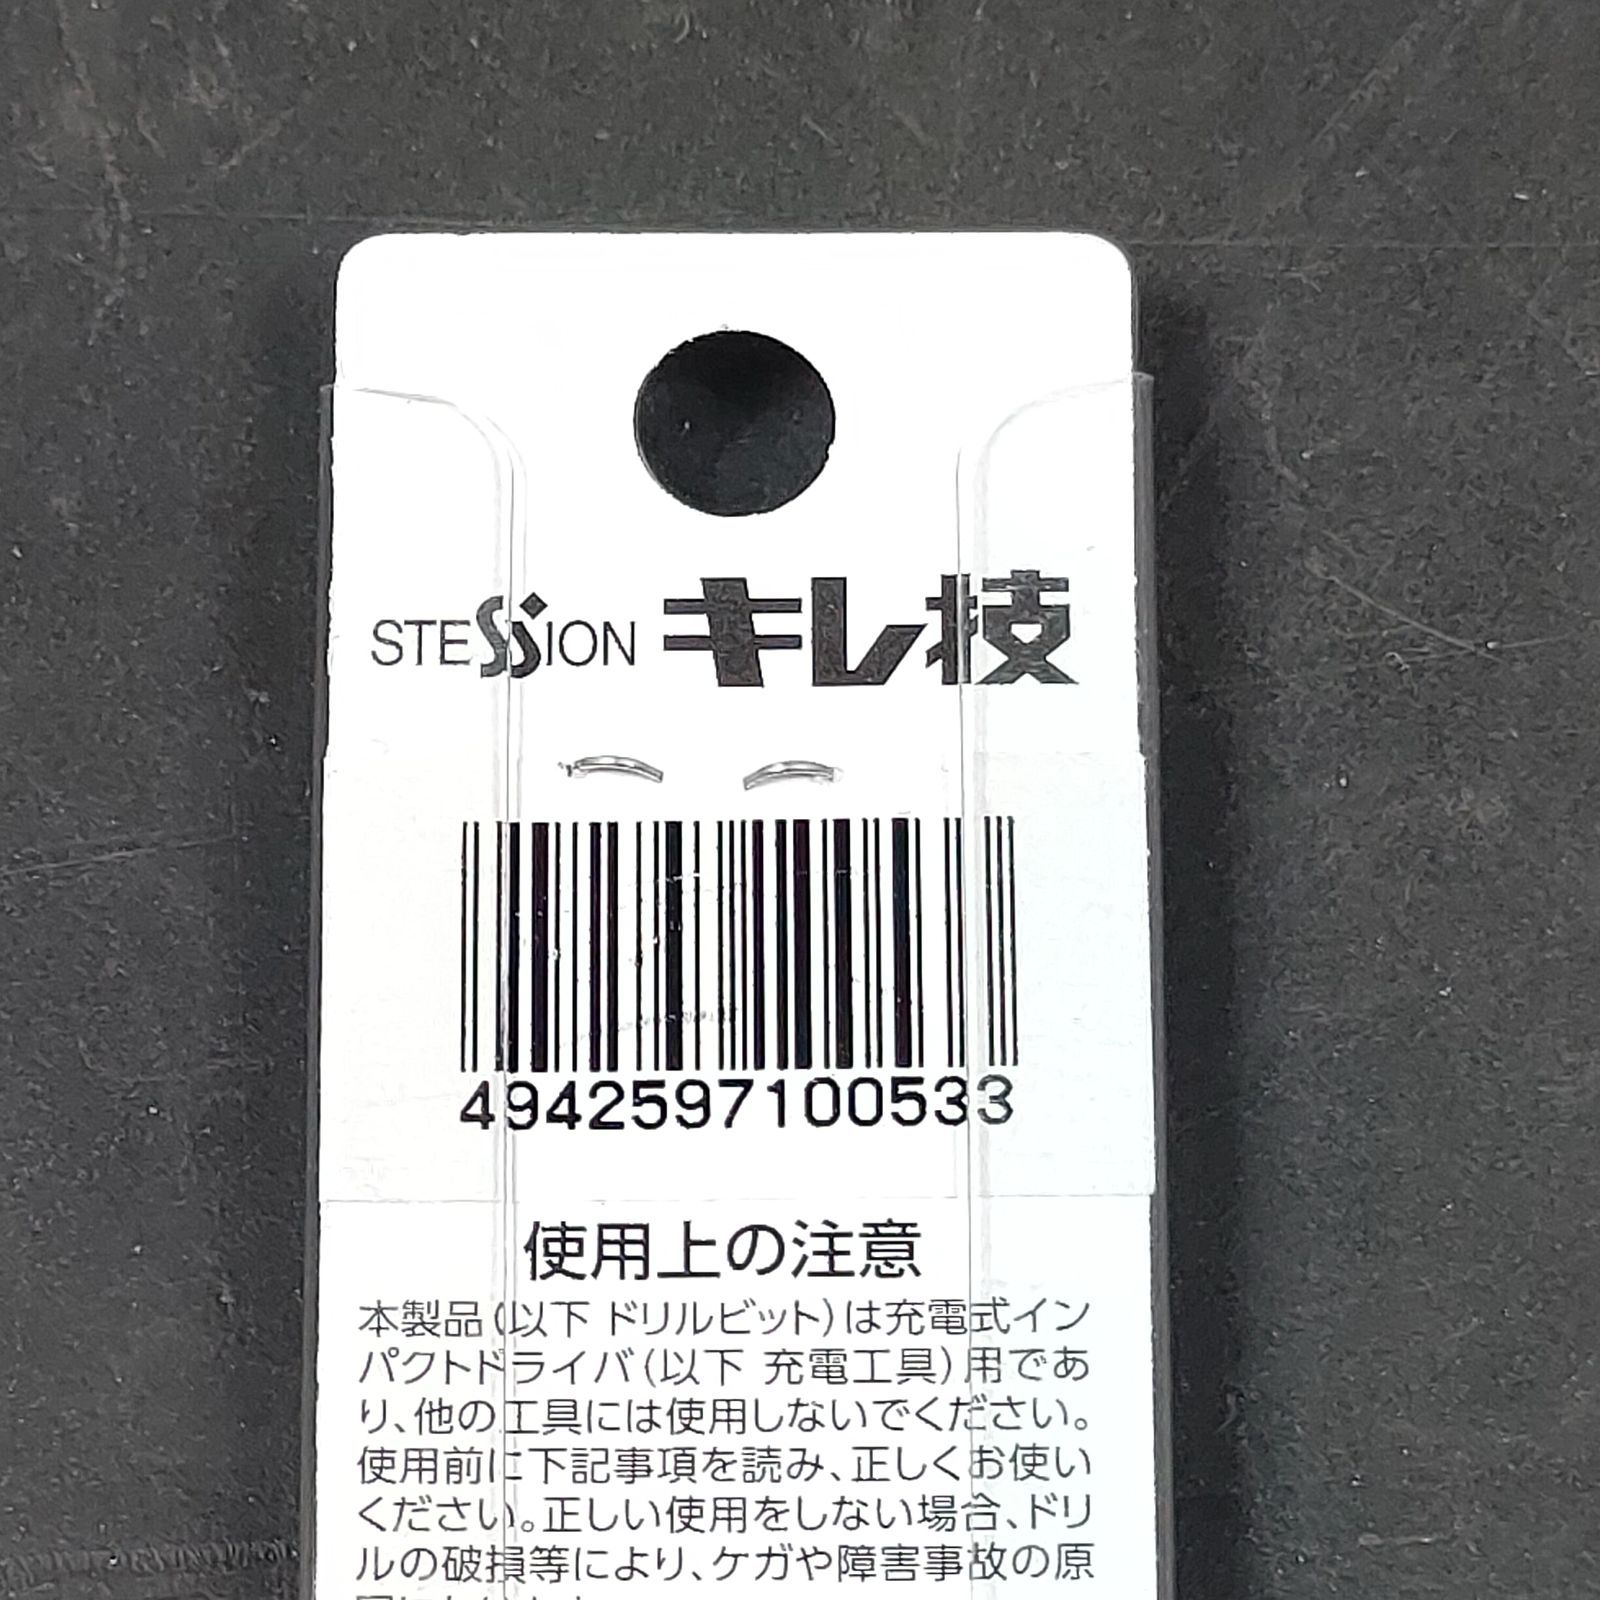 STESSION キレ技
4942597100533
使用上の注意
本製品(以下 ドリルビット)は充電式イン
パクトドライバ(以下 充電工具)用であ
り、他の工具には使用しないでください。
使用前に下記事項を読み、正しくお使い
ください。正しい使用をしない場合、ドリ
ルの破損等により、ケガや障害事故の原